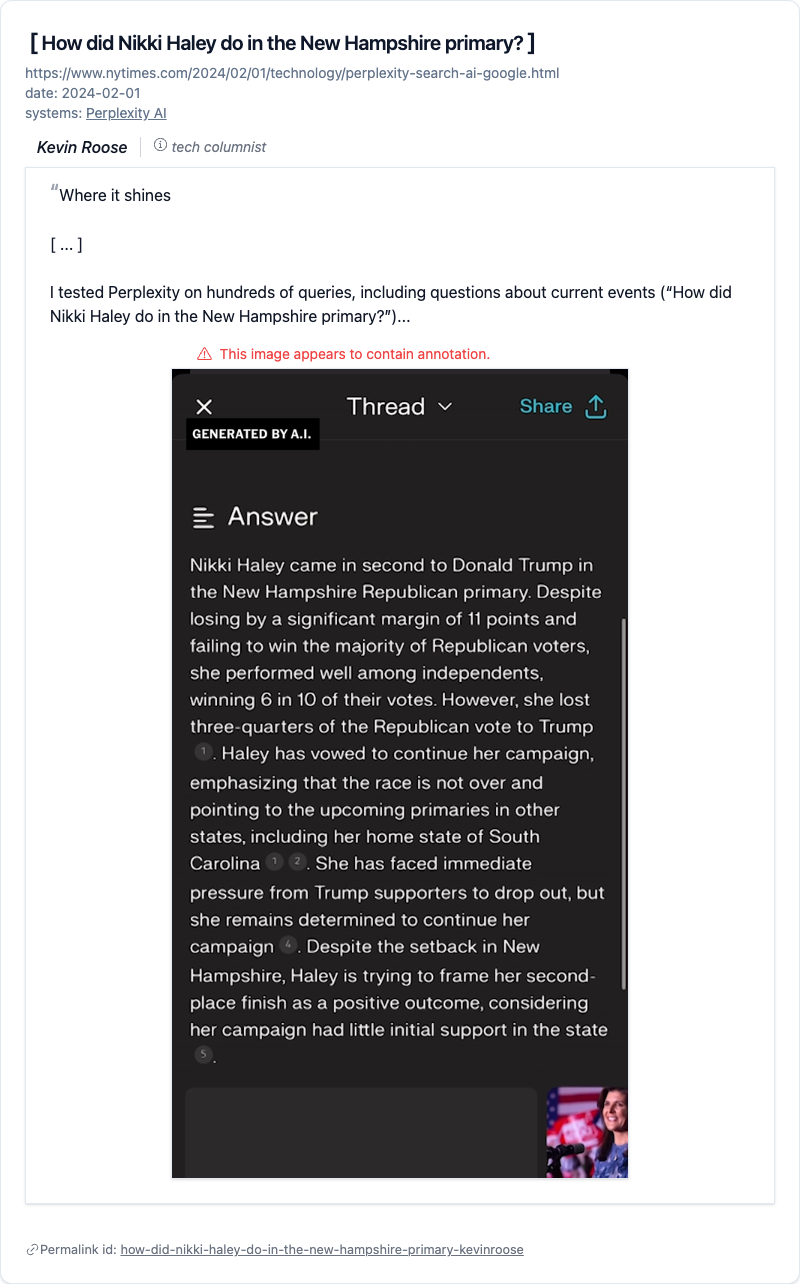 [ How did Nikki Haley do in the New Hampshire primary? ]
https://www.nytimes.com/2024/02/01/technology/perplexity-search-ai-google.html
date: 2024-02-01
systems: Perplexity AI
Kevin Roose
tech columnist
“Where it shines
[ ... ]
I tested Perplexity on hundreds of queries, including questions about current events (“How did
Nikki Haley do in the New Hampshire primary?”)...
This image appears to contain annotation.
Thread
Share
GENERATED BY A.I.
Answer
Nikki Haley came in second to Donald Trump in
the New Hampshire Republican primary. Despite
losing by a significant margin of 11 points and
failing to win the majority of Republican voters,
she performed well among independents,
winning 6 in 10 of their votes. However, she lost
three-quarters of the Republican vote to Trump
1. Haley has vowed to continue her campaign,
emphasizing that the race is not over and
pointing to the upcoming primaries in other
states, including her home state of South
Carolina 1 2. She has faced immediate
pressure from Trump supporters to drop out, but
she remains determined to continue her
campaign 4. Despite the setback in New
Hampshire, Haley is trying to frame her second-
place finish as a positive outcome, considering
her campaign had little initial support in the state
5.
Permalink id: how-did-nikki-haley-do-in-the-new-hampshire-primary-kevinroose